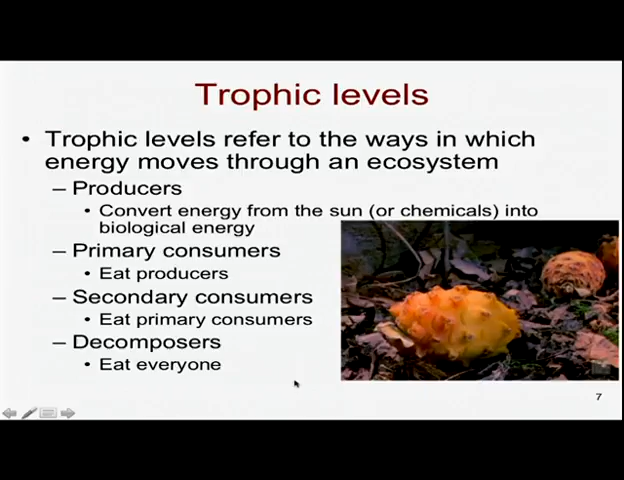 Trophic levels
• Trophic levels refer to the ways in which
energy moves through an ecosystem
– Producers
• Convert energy from the sun (or chemicals) into
biological energy
– Primary consumers
• Eat producers
– Secondary consumers
• Eat primary consumers
– Decomposers
• Eat everyone
7